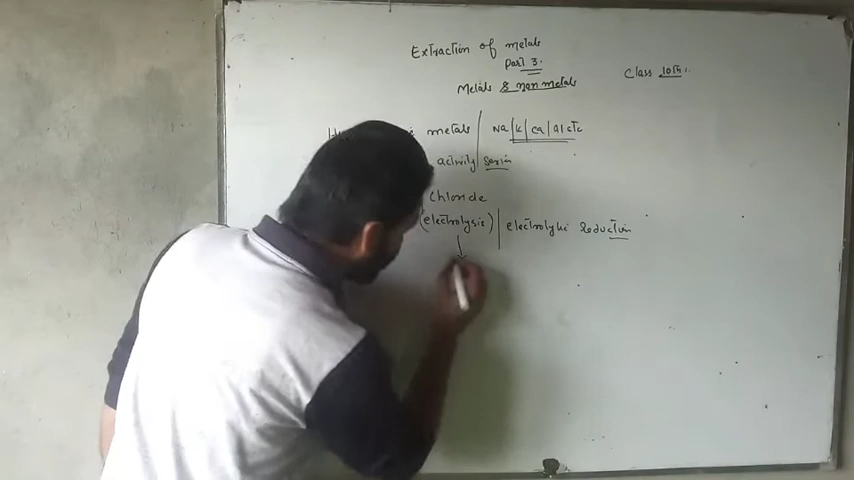 Extraction of metals
Part 3.
Metals & non metals
Class 10th.
metals | Na | K | Ca | Al etc
activity Series
Chloride
(electrolysis) | electrolytic Reduction